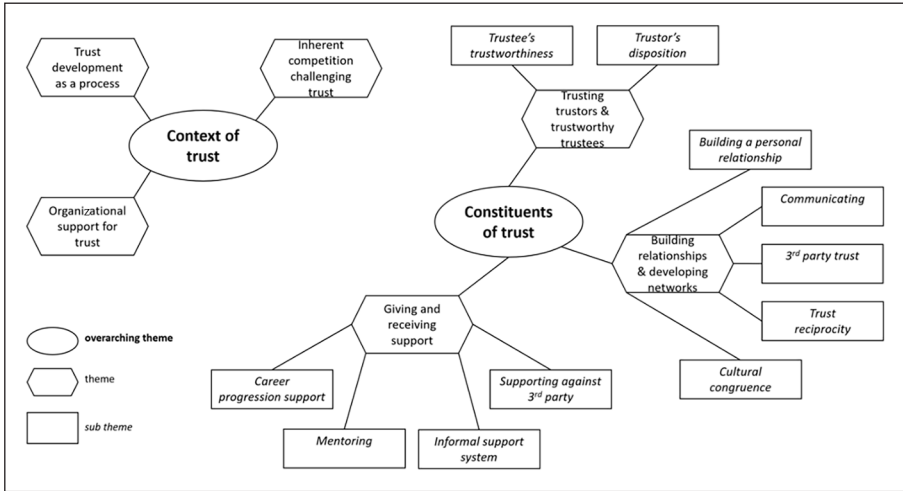 Trust
development
as a process
Inherent
competition
challenging
trust
Context of
trust
Organizational
support for
trust
Trustee's
trustworthiness
Trustor's
disposition
Trusting
trustors &
trustworthy
trustees
Constituents
of trust
Building a personal
relationship
Communicating
3rd party trust
Trust
reciprocity
Cultural
congruence
Building
relationships
& developing
networks
Giving and
receiving
support
Career
progression support
Mentoring
Informal support
system
Supporting against
3rd party
overarching theme
theme
sub theme